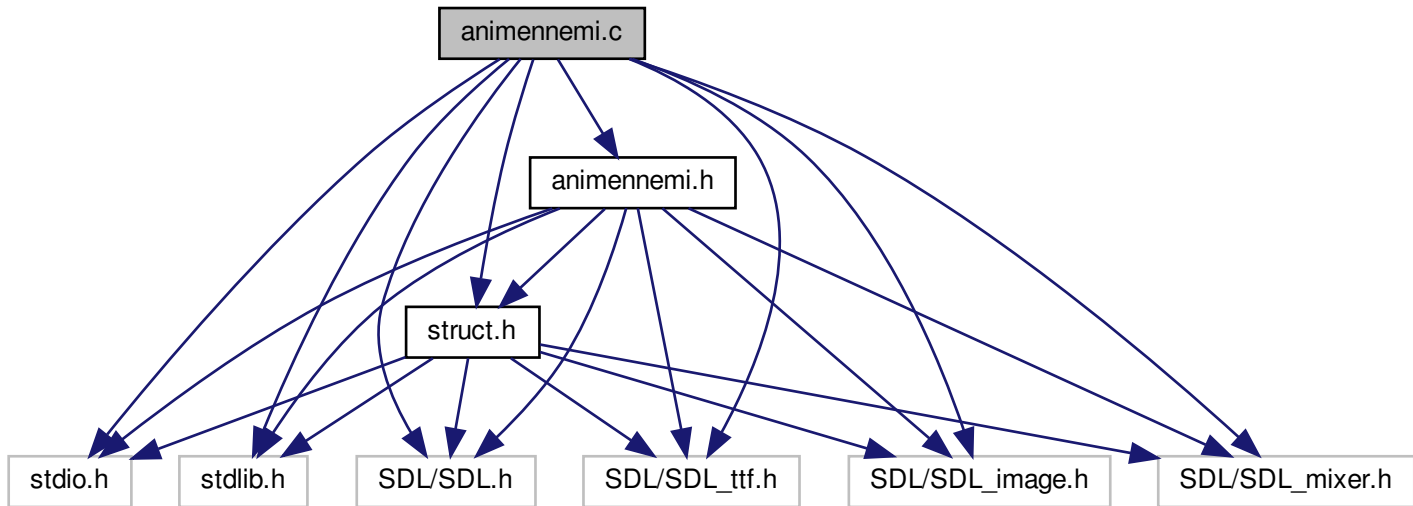 animennemi.c
animennemi.h
struct.h
stdio.h
stdlib.h
SDL/SDL.h
SDL/SDL_ttf.h
SDL/SDL_image.h
SDL/SDL_mixer.h